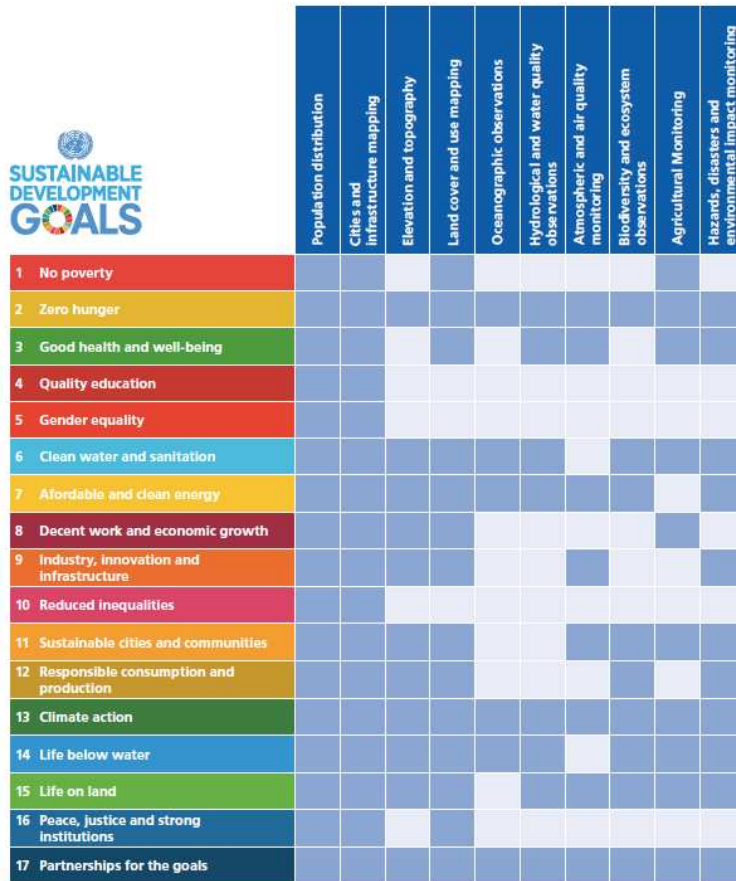 SUSTAINABLE
DEVELOPMENT
GOALS
Population distribution
Cities and
infrastructure mapping
Elevation and topography
Land cover and use mapping
Oceanographic observations
Hydrological and water quality
observations
Atmospheric and air quality
monitoring
Biodiversity and ecosystem
observations
Agricultural Monitoring
Hazards, disasters and
environmental impact monitoring
1 No poverty
2 Zero hunger
3 Good health and well-being
4 Quality education
5 Gender equality
6 Clean water and sanitation
7 Afordable and clean energy
8 Decent work and economic growth
9 Industry, innovation and
infrastructure
10 Reduced inequalities
11 Sustainable cities and communities
12 Responsible consumption and
production
13 Climate action
14 Life below water
15 Life on land
16 Peace, justice and strong
institutions
17 Partnerships for the goals